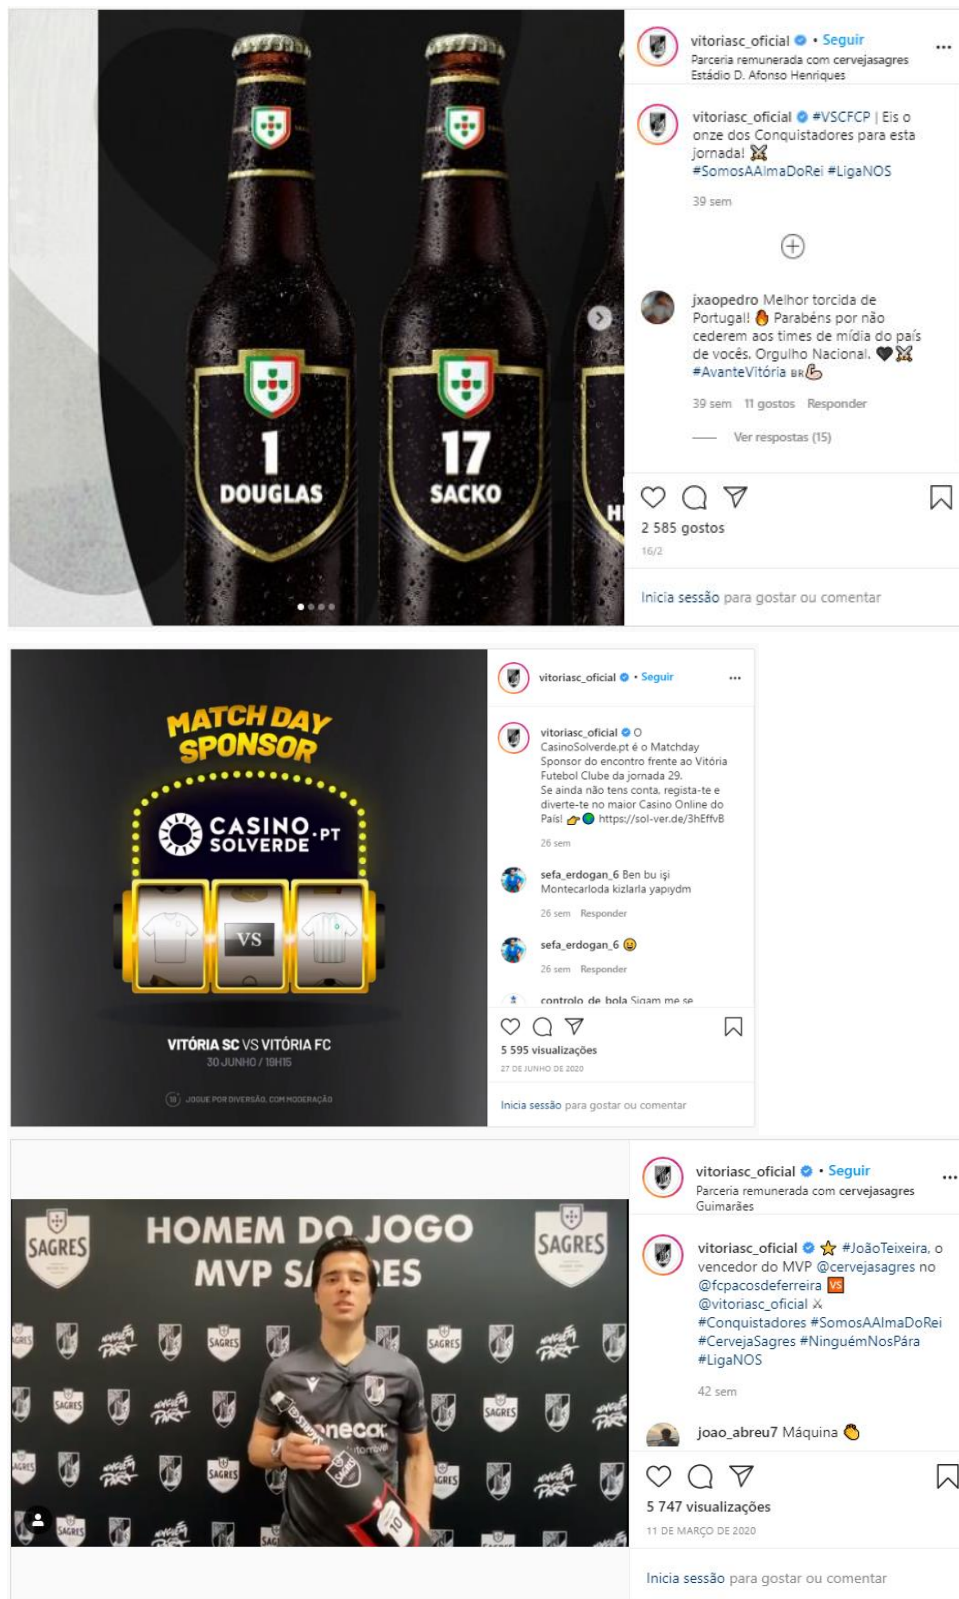 1
DOUGLAS
17
SACKO
H
vitoriasc_oficial • Seguir
Parceria remunerada com cervejasagres
Estádio D. Afonso Henriques
vitoriasc_oficial #VSCFCP | Eis o
onze dos Conquistadores para esta
jornada! ⚔
#SomosAAlmaDoRei #LigaNOS
39 sem
jxaopedro Melhor torcida de
Portugal! 🔥 Parabéns por não
cederem aos times de mídia do país
de vocês. Orgulho Nacional. 🖤⚔
#AvanteVitória BR💪
39 sem 11 gostos Responder
Ver respostas (15)
2 585 gostos
16/2
Inicia sessão para gostar ou comentar
MATCH DAY
SPONSOR
CASINO
SOLVERDE .PT
VS
VITÓRIA SC VS VITÓRIA FC
30 JUNHO / 19H15
18 JOGUE POR DIVERSÃO, COM MODERAÇÃO
vitoriasc_oficial • Seguir
vitoriasc_oficial O
CasinoSolverde.pt é o Matchday
Sponsor do encontro frente ao Vitória
Futebol Clube da jornada 29.
Se ainda não tens conta, regista-te e
diverte-te no maior Casino Online do
País! 👉🌍 https://sol-ver.de/3hEffvB
26 sem
sefa_erdogan_6 Ben bu işi
Montecarloda kizlarla yapıydm
26 sem Responder
sefa_erdogan_6 😀
26 sem Responder
controlo_de_bola Sigam me se
5 595 visualizações
27 DE JUNHO DE 2020
Inicia sessão para gostar ou comentar
SAGRES
HOMEM DO JOGO
MVP SAGRES
SAGRES
10
vitoriasc_oficial • Seguir
Parceria remunerada com cervejasagres
Guimarães
vitoriasc_oficial ⭐ #JoãoTeixeira, o
vencedor do MVP @cervejasagres no
@fcpacosdeferreira 🆚
@vitoriasc_oficial ⚔
#Conquistadores #SomosAAlmaDoRei
#CervejaSagres #NinguémNosPára
#LigaNOS
42 sem
joao_abreu7 Máquina 👏
5 747 visualizações
11 DE MARÇO DE 2020
Inicia sessão para gostar ou comentar